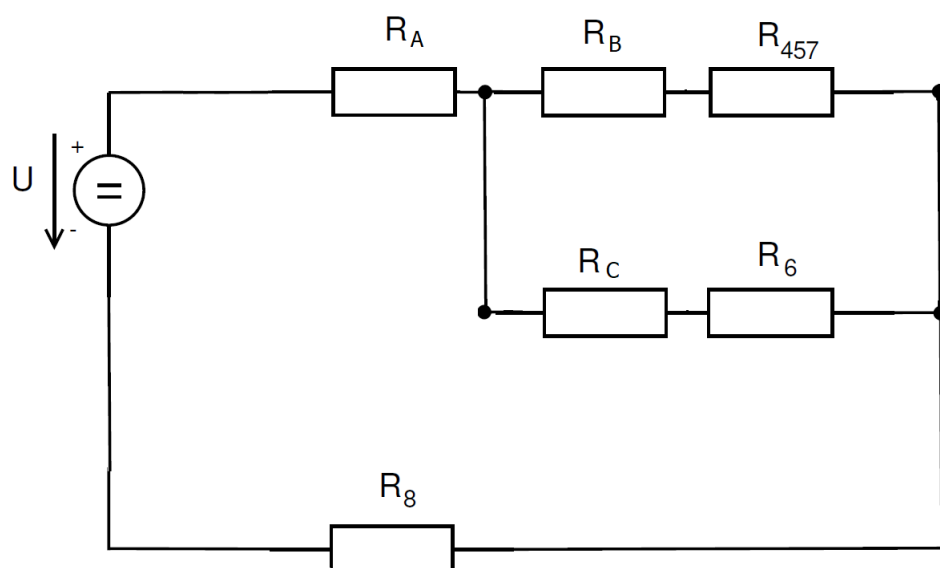 R_A
R_B
R_457
U
+
=
-
R_C
R_6
R_8